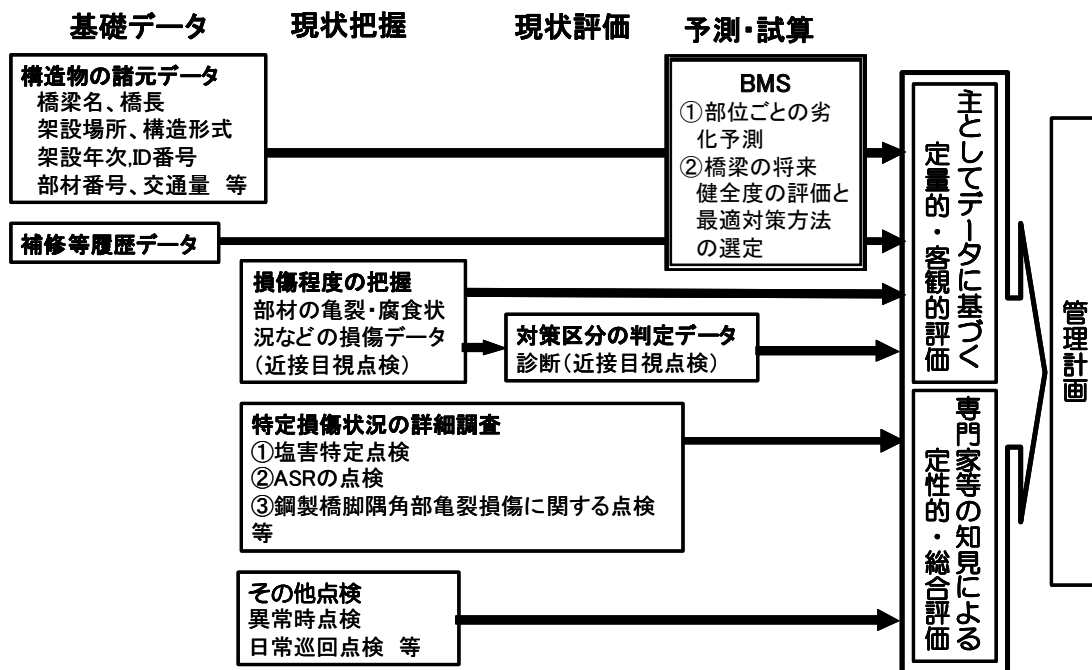 基礎データ
現状把握
現状評価
予測・試算
構造物の諸元データ
橋梁名、橋長
架設場所、構造形式
架設年次,ID番号
部材番号、交通量 等
補修等履歴データ
損傷程度の把握
部材の亀裂・腐食状
況などの損傷データ
(近接目視点検)
対策区分の判定データ
診断(近接目視点検)
BMS
①部位ごとの劣
化予測
②橋梁の将来
健全度の評価と
最適対策方法
の選定
特定損傷状況の詳細調査
①塩害特定点検
②ASRの点検
③鋼製橋脚隅角部亀裂損傷に関する点検
等
その他点検
異常時点検
日常巡回点検 等
主としてデータに基づく
定量的・客観的評価
専門家等の知見による
定性的・総合評価
管理計画